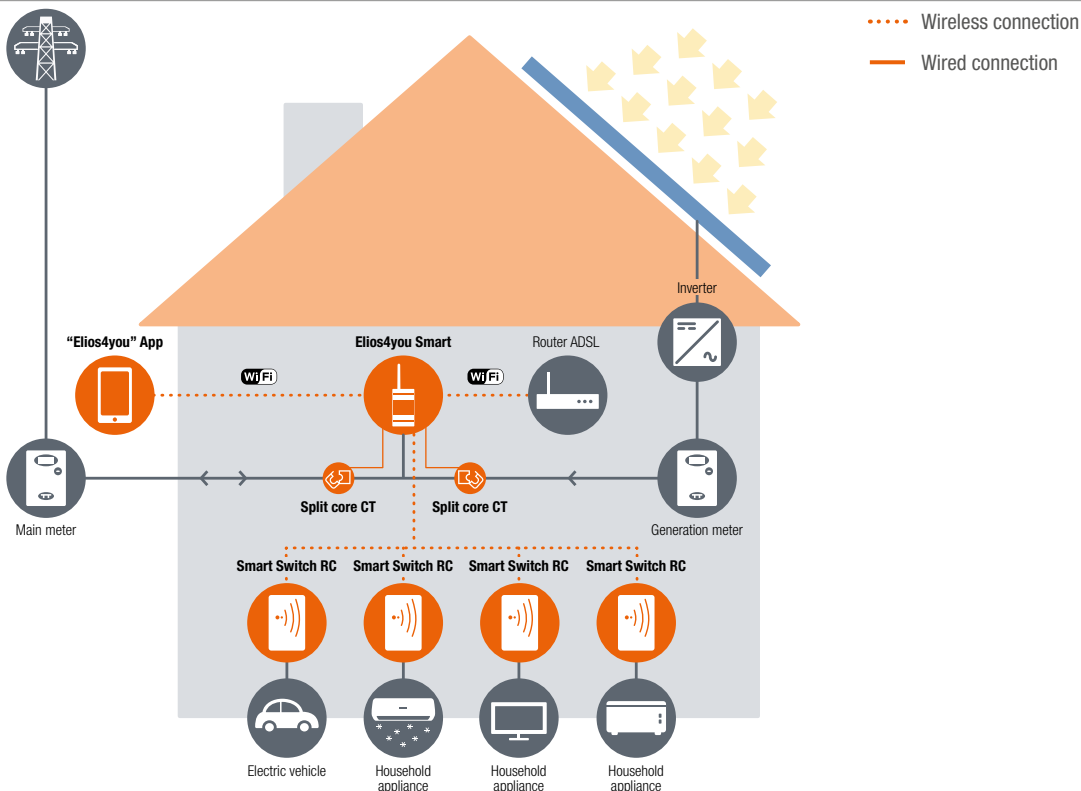 Wireless connection
Wired connection
Inverter
“Elios4you” App
Elios4you Smart
Router ADSL
WiFi
WiFi
Split core CT
Split core CT
Main meter
Generation meter
Smart Switch RC
Smart Switch RC
Smart Switch RC
Smart Switch RC
Electric vehicle
Household
appliance
Household
appliance
Household
appliance